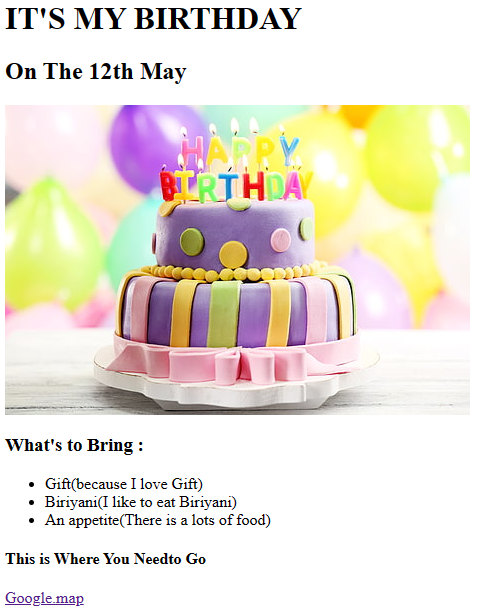 IT'S MY BIRTHDAY
On The 12th May
HAPPY
BIRTHDAY
What's to Bring :
Gift(because I love Gift)
Biriyani(I like to eat Biriyani)
An appetite(There is a lots of food)
This is Where You Needto Go
Google.map